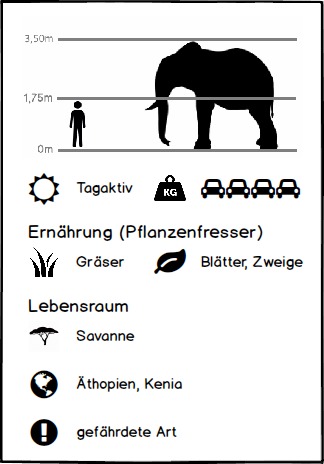 3,50m
1,75m
0m
Tagaktiv KG
Ernährung (Pflanzenfresser)
Gräser Blätter, Zweige
Lebensraum
Savanne
Äthopien, Kenia
gefährdete Art